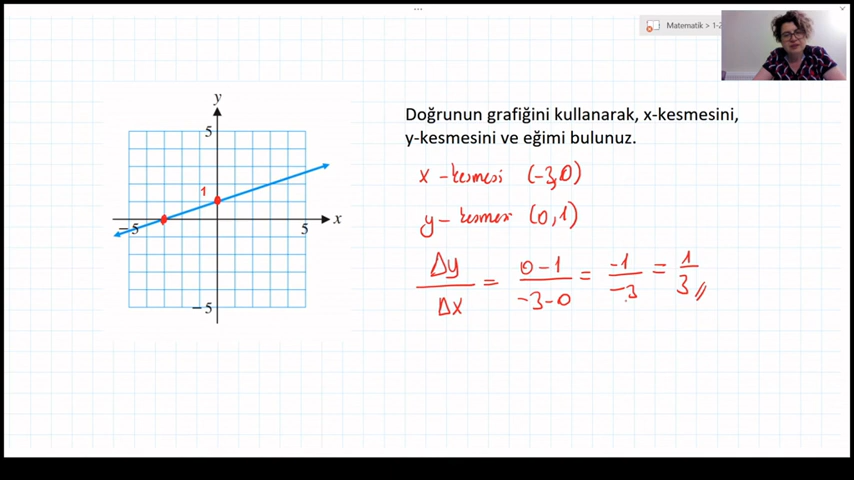 Matematik > 1-2
Doğrunun grafiğini kullanarak, x-kesmesini,
y-kesmesini ve eğimi bulunuz.
x - kesmesi (-3,0)
y - kesmesi (0,1)
Δy/Δx = 0-1/-3-0 = -1/-3 = 1/3 //
y
5
1
x
-5
5
-5